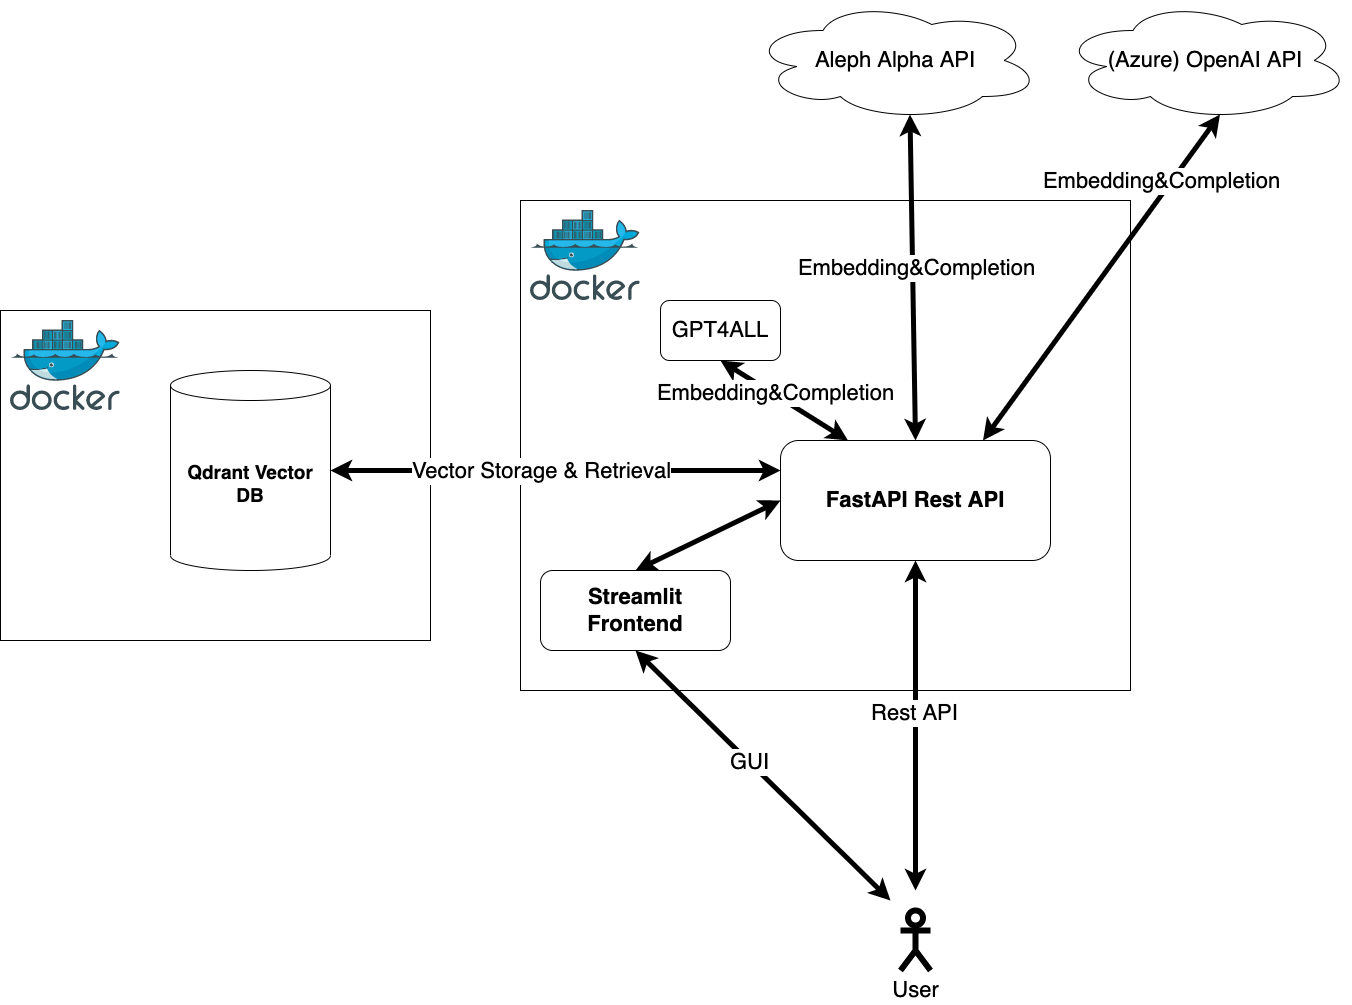 Aleph Alpha API
(Azure) OpenAI API
Embedding&Completion
docker
Embedding&Completion
GPT4ALL
Embedding&Completion
docker
Qdrant Vector
DB
Vector Storage & Retrieval
FastAPI Rest API
Streamlit
Frontend
Rest API
GUI
User